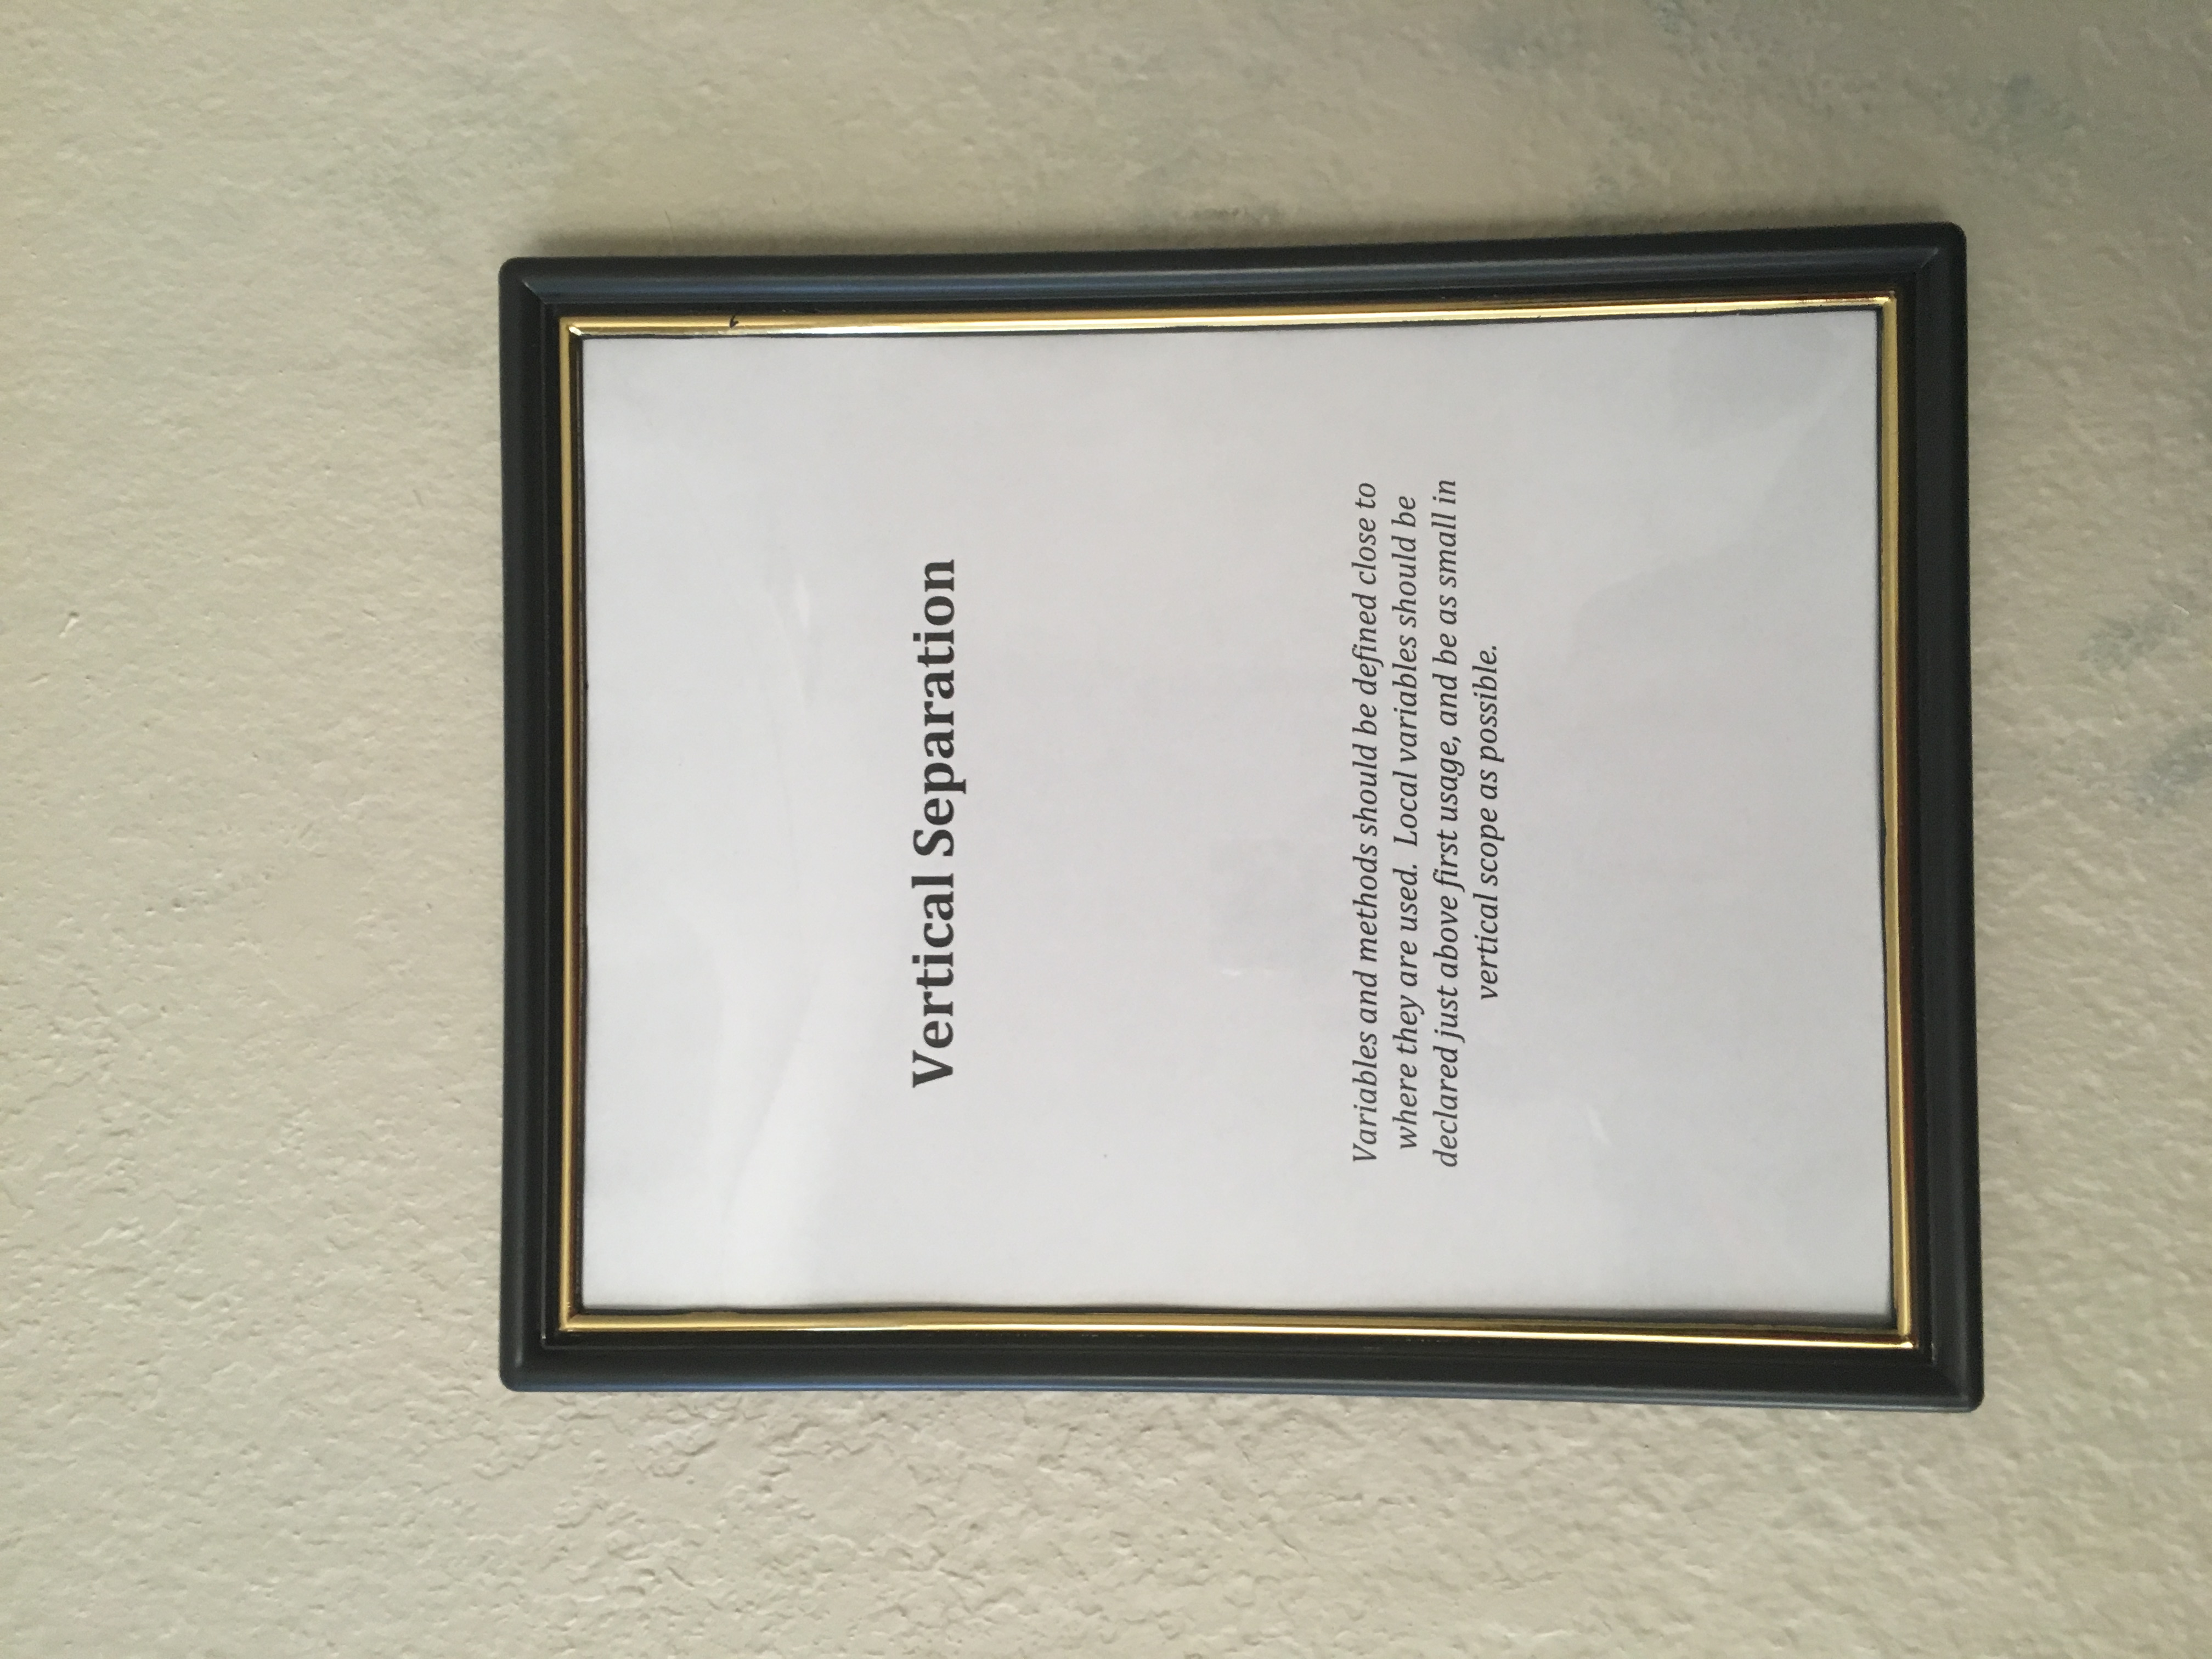 Vertical Separation
Variables and methods should be defined close to
where they are used.  Local variables should be
declared just above first usage, and be as small in
vertical scope as possible.